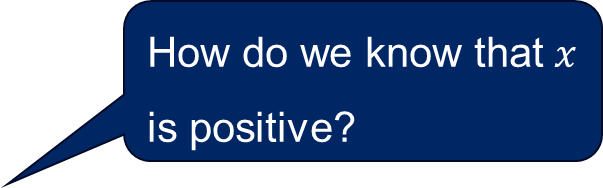 How do we know that 𝑥
is positive?